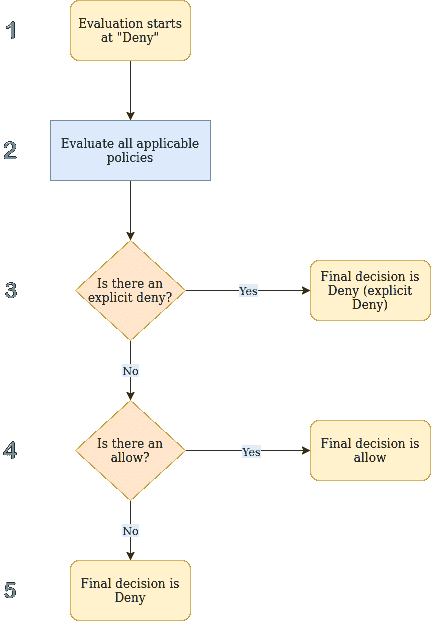 1
Evaluation starts
at "Deny"
2
Evaluate all applicable
policies
3
Is there an
explicit deny?
Yes
Final decision is
Deny (explicit
Deny)
No
4
Is there an
allow?
Yes
Final decision is
allow
No
5
Final decision is
Deny